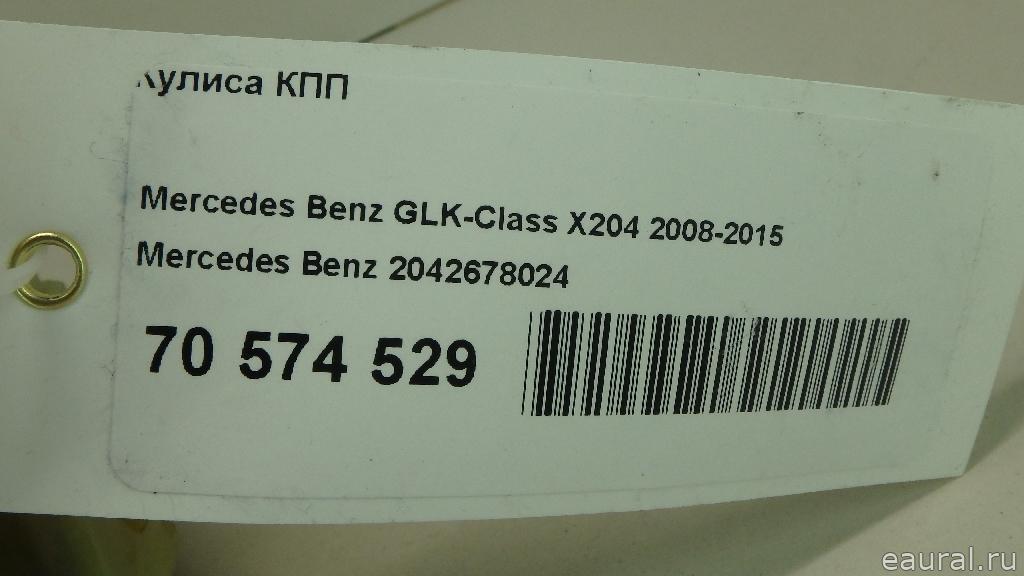 Кулиса КПП
Mercedes Benz GLK-Class X204 2008-2015
Mercedes Benz 2042678024
70 574 529
eaural.ru